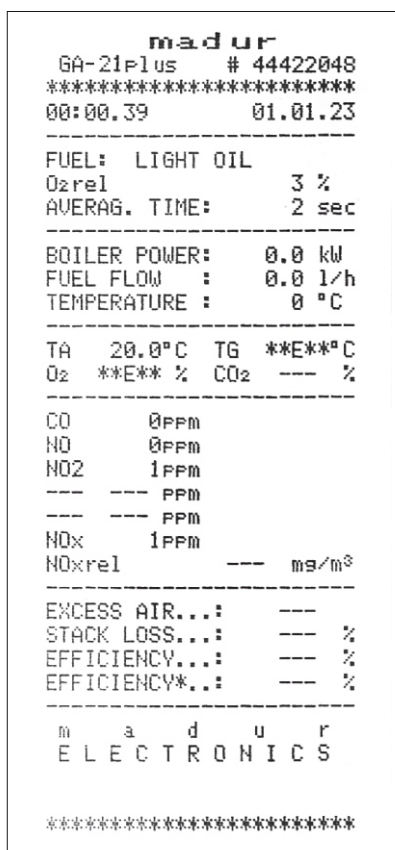 madur
GA-21plus # 44422048
*************************
00:00.39 01.01.23
-------------------------
FUEL: LIGHT OIL
O₂rel 3 %
AVERAG. TIME: 2 sec
-------------------------
BOILER POWER: 0.0 kW
FUEL FLOW : 0.0 l/h
TEMPERATURE : 0 °C
-------------------------
TA 20.0°C TG **E**°C
O₂ **E** % CO₂ --- %
-------------------------
CO 0ppm
NO 0ppm
NO2 1ppm
--- --- ppm
--- --- ppm
NOx 1ppm
NOxrel --- mg/m³
-------------------------
EXCESS AIR...: ---
STACK LOSS...: --- %
EFFICIENCY...: --- %
EFFICIENCY*..: --- %
-------------------------
m a d u r
E L E C T R O N I C S
*************************